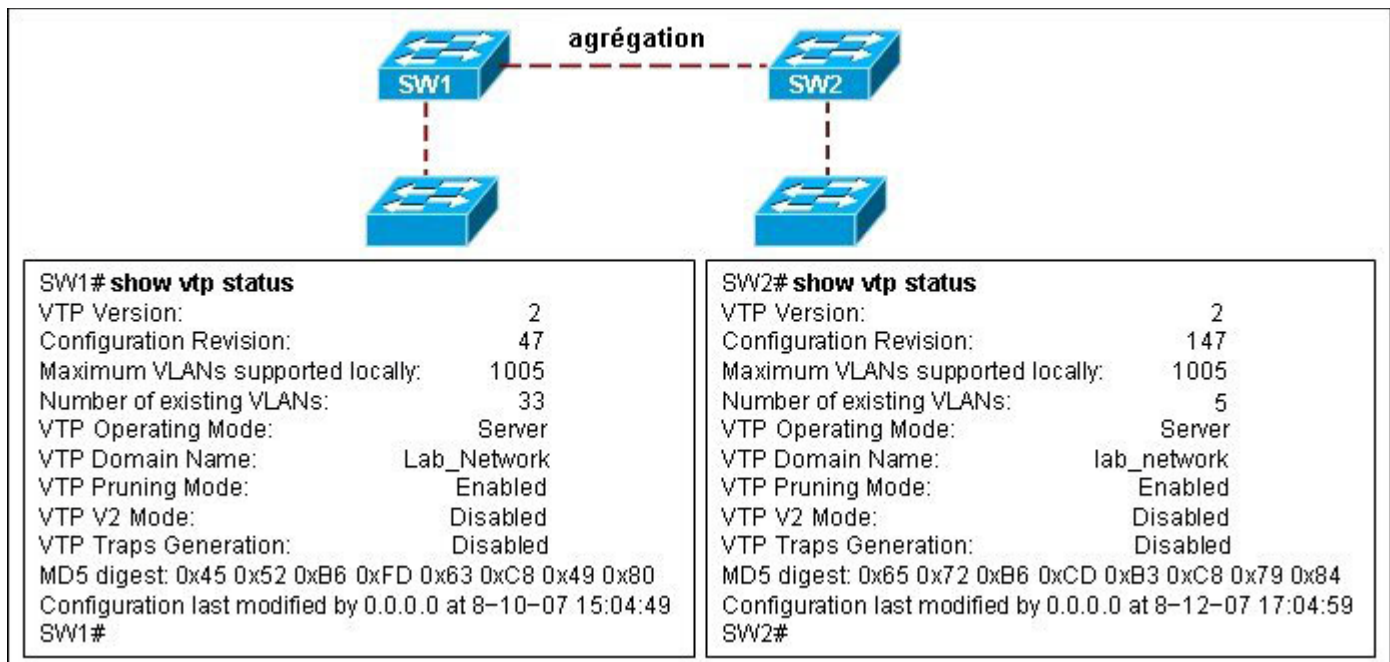 agrégation
SW1
SW2
SW1# show vtp status
VTP Version: 2
Configuration Revision: 47
Maximum VLANs supported locally: 1005
Number of existing VLANs: 33
VTP Operating Mode: Server
VTP Domain Name: Lab_Network
VTP Pruning Mode: Enabled
VTP V2 Mode: Disabled
VTP Traps Generation: Disabled
MD5 digest: 0x45 0x52 0xB6 0xFD 0x63 0xC8 0x49 0x80
Configuration last modified by 0.0.0.0 at 8-10-07 15:04:49
SW1#
SW2# show vtp status
VTP Version: 2
Configuration Revision: 147
Maximum VLANs supported locally: 1005
Number of existing VLANs: 5
VTP Operating Mode: Server
VTP Domain Name: lab_network
VTP Pruning Mode: Enabled
VTP V2 Mode: Disabled
VTP Traps Generation: Disabled
MD5 digest: 0x65 0x72 0xB6 0xCD 0xB3 0xC8 0x79 0x84
Configuration last modified by 0.0.0.0 at 8-12-07 17:04:59
SW2#